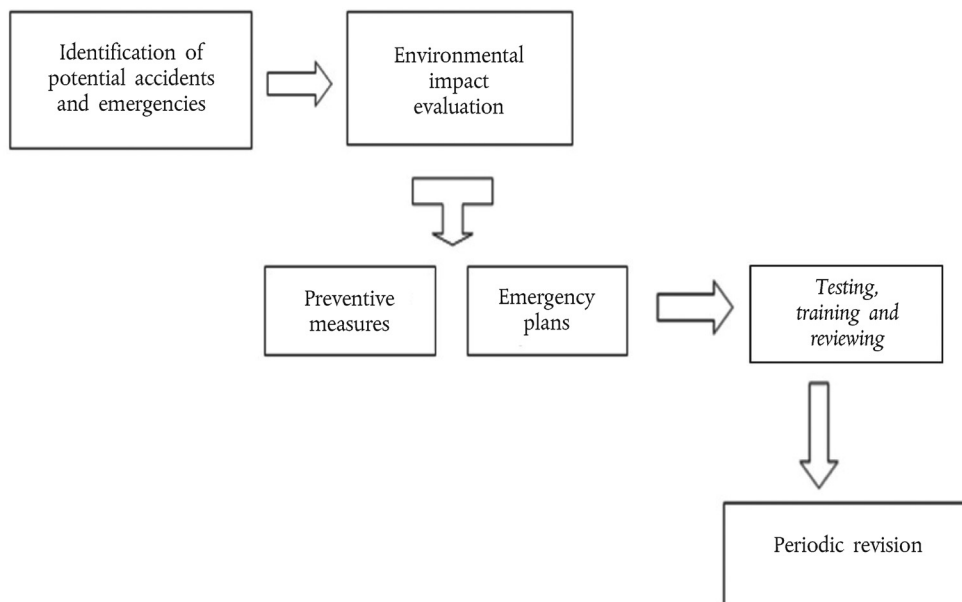 Identification of
potential accidents
and emergencies
Environmental
impact
evaluation
Preventive
measures
Emergency
plans
Testing,
training and
reviewing
Periodic revision